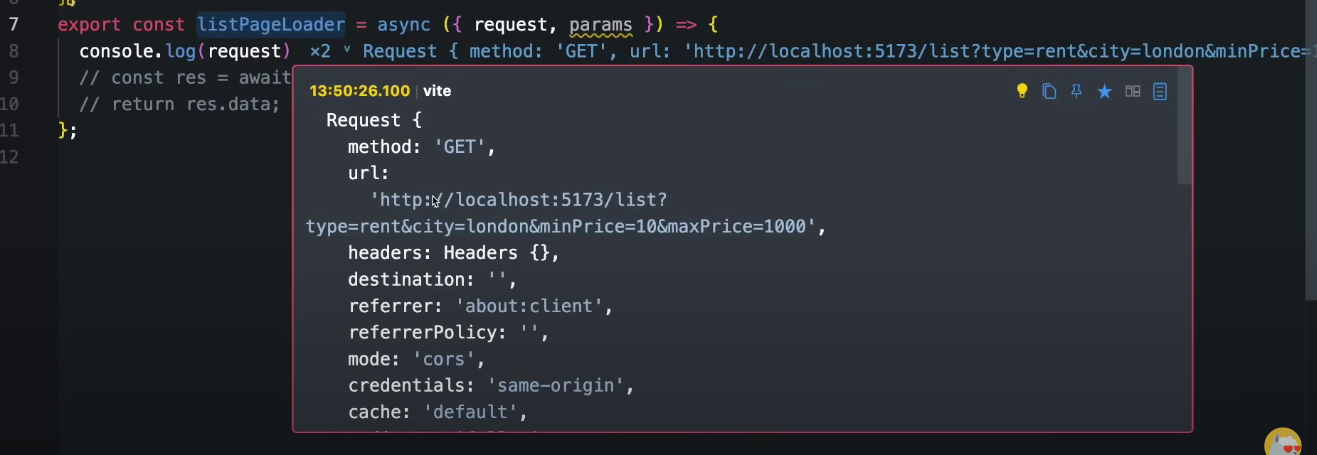 7 export const listPageLoader = async ({ request, params }) => {
8 console.log(request) ×2 Request { method: 'GET', url: 'http://localhost:5173/list?type=rent&city=london&minPrice=
9 // const res = await
10 // return res.data;
11 };
12
13:50:26.100 | vite
Request {
method: 'GET',
url:
'http://localhost:5173/list?
type=rent&city=london&minPrice=10&maxPrice=1000',
headers: Headers {},
destination: '',
referrer: 'about:client',
referrerPolicy: '',
mode: 'cors',
credentials: 'same-origin',
cache: 'default',